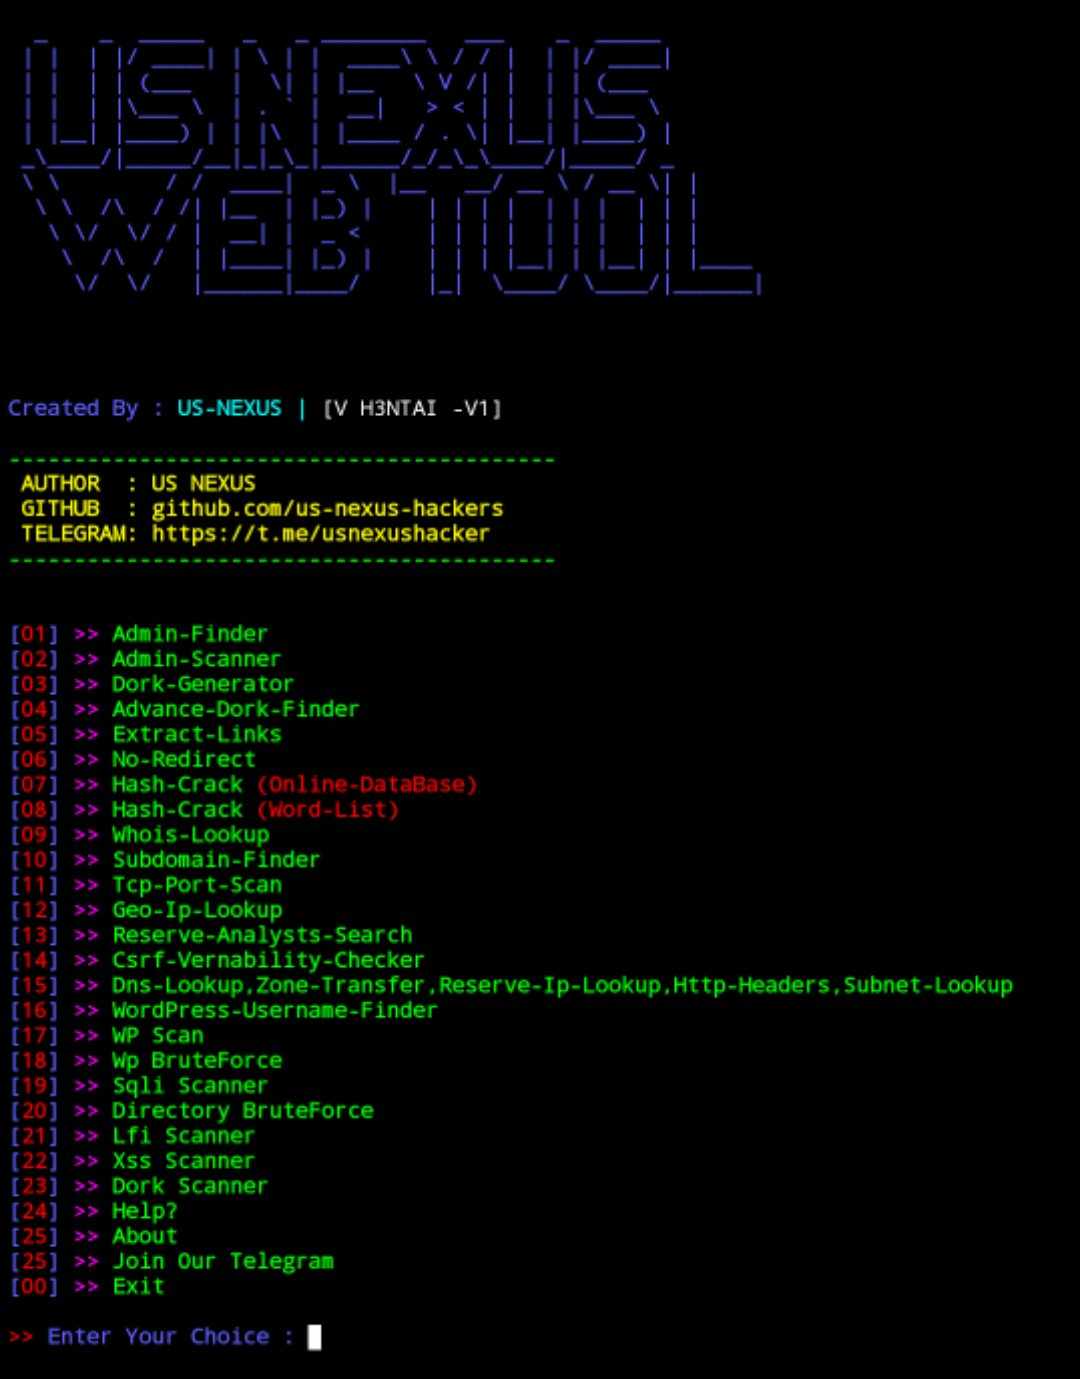 US NEXUS
WEB TOOL
Created By : US-NEXUS | [V H3NTAI -V1]
-------------------------------------------
AUTHOR  : US NEXUS
GITHUB  : github.com/us-nexus-hackers
TELEGRAM: https://t.me/usnexushacker
-------------------------------------------
[01] >> Admin-Finder
[02] >> Admin-Scanner
[03] >> Dork-Generator
[04] >> Advance-Dork-Finder
[05] >> Extract-Links
[06] >> No-Redirect
[07] >> Hash-Crack (Online-DataBase)
[08] >> Hash-Crack (Word-List)
[09] >> Whois-Lookup
[10] >> Subdomain-Finder
[11] >> Tcp-Port-Scan
[12] >> Geo-Ip-Lookup
[13] >> Reserve-Analysts-Search
[14] >> Csrf-Vernability-Checker
[15] >> Dns-Lookup,Zone-Transfer,Reserve-Ip-Lookup,Http-Headers,Subnet-Lookup
[16] >> WordPress-Username-Finder
[17] >> WP Scan
[18] >> Wp BruteForce
[19] >> Sqli Scanner
[20] >> Directory BruteForce
[21] >> Lfi Scanner
[22] >> Xss Scanner
[23] >> Dork Scanner
[24] >> Help?
[25] >> About
[25] >> Join Our Telegram
[00] >> Exit
>> Enter Your Choice :